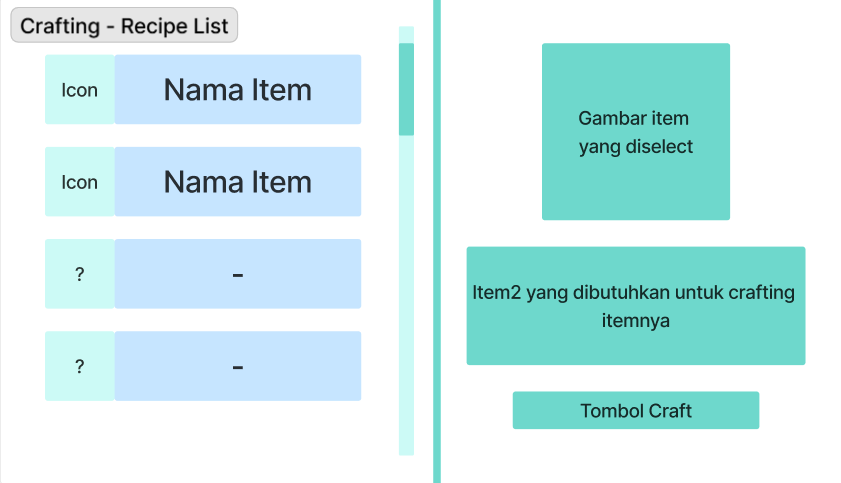 Crafting - Recipe List
Icon
Nama Item
Icon
Nama Item
?
-
?
-
Gambar item
yang diselect
Item2 yang dibutuhkan untuk crafting
itemnya
Tombol Craft